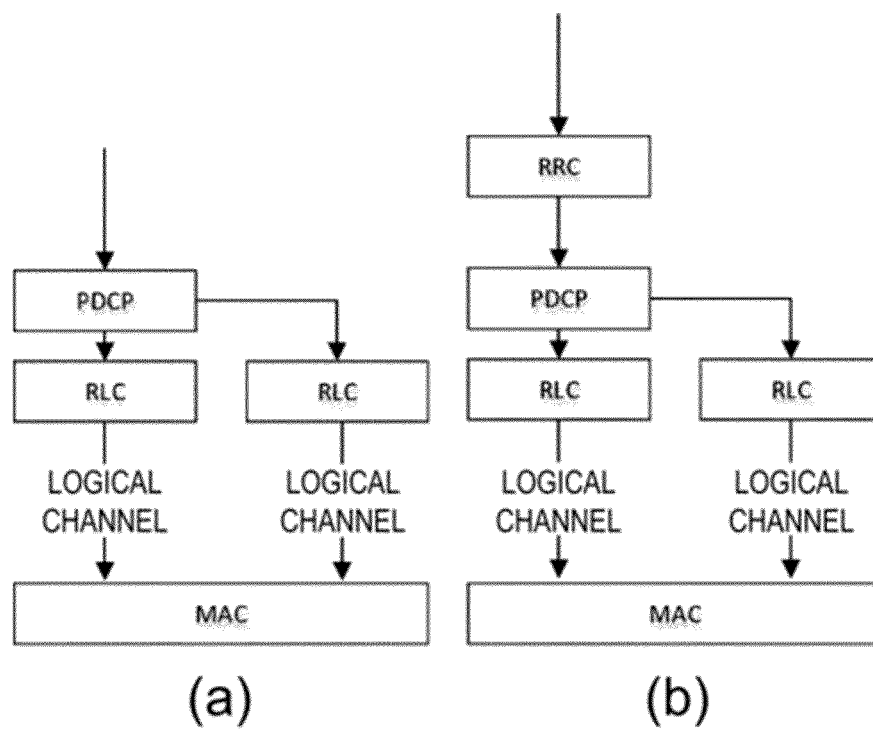 PDCP
RLC
RLC
LOGICAL
CHANNEL
LOGICAL
CHANNEL
MAC
(a)
RRC
PDCP
RLC
RLC
LOGICAL
CHANNEL
LOGICAL
CHANNEL
MAC
(b)